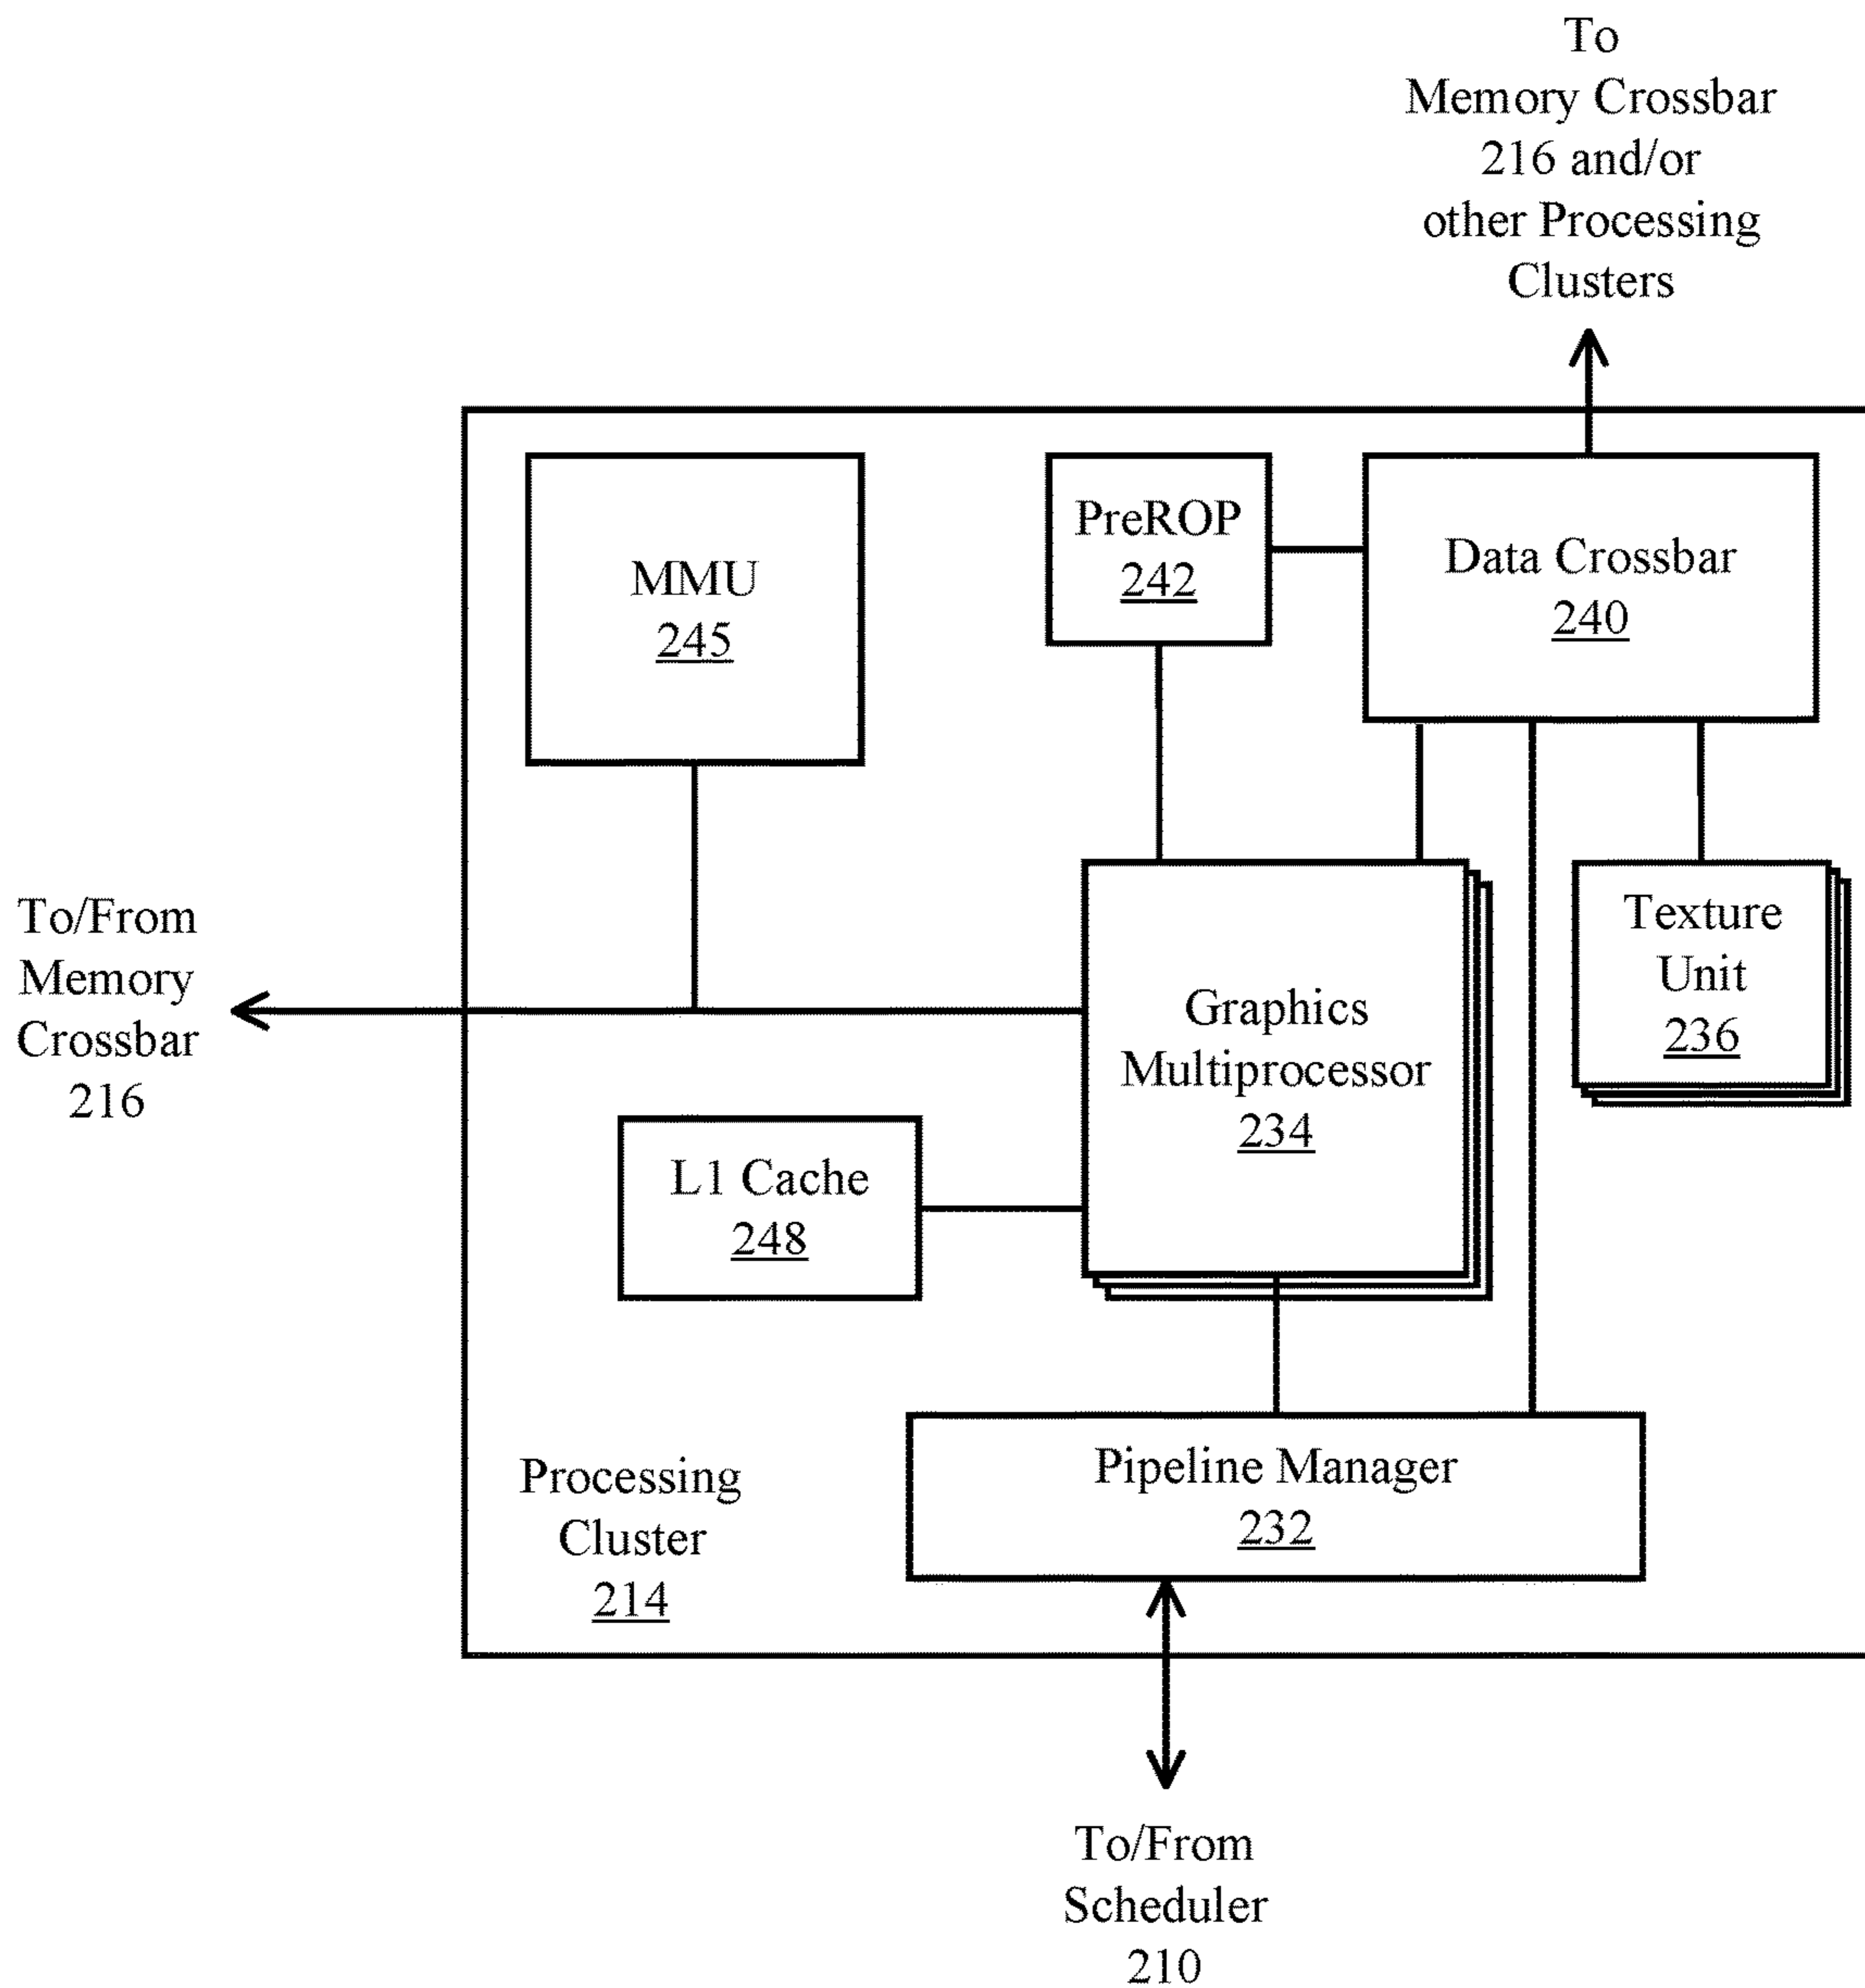 To
Memory Crossbar
216 and/or
other Processing
Clusters
MMU
245
PreROP
242
Data Crossbar
240
To/From
Memory
Crossbar
216
Graphics
Multiprocessor
234
Texture
Unit
236
L1 Cache
248
Processing
Cluster
214
Pipeline Manager
232
To/From
Scheduler
210